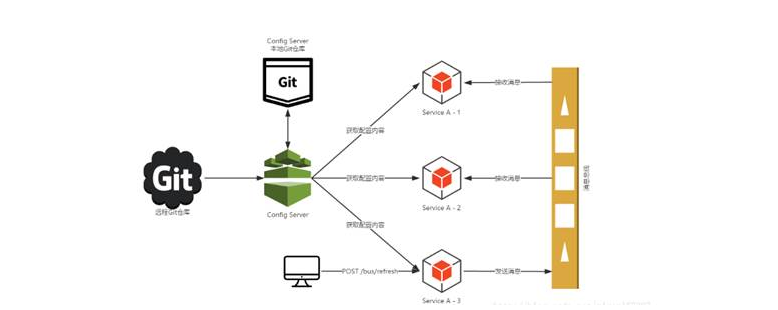 Config Server
本地Git仓库
Git
获取配置内容
Service A - 1
接收消息
Git
远程Git仓库
Config Server
获取配置内容
Service A - 2
接收消息
消息总线
获取配置内容
POST /bus/refresh
Service A - 3
发送消息